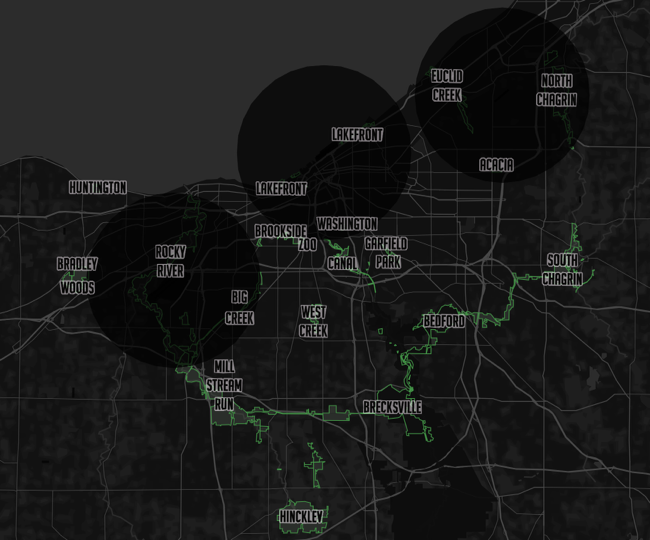 EUCLID
CREEK
NORTH
CHAGRIN
LAKEFRONT
ACACIA
HUNTINGTON
LAKEFRONT
WASHINGTON
BROOKSIDE
ZOO
GARFIELD
PARK
ROCKY
RIVER
CANAL
SOUTH
CHAGRIN
BRADLEY
WOODS
BIG
CREEK
WEST
CREEK
BEDFORD
MILL
STREAM
RUN
BRECKSVILLE
HINCKLEY